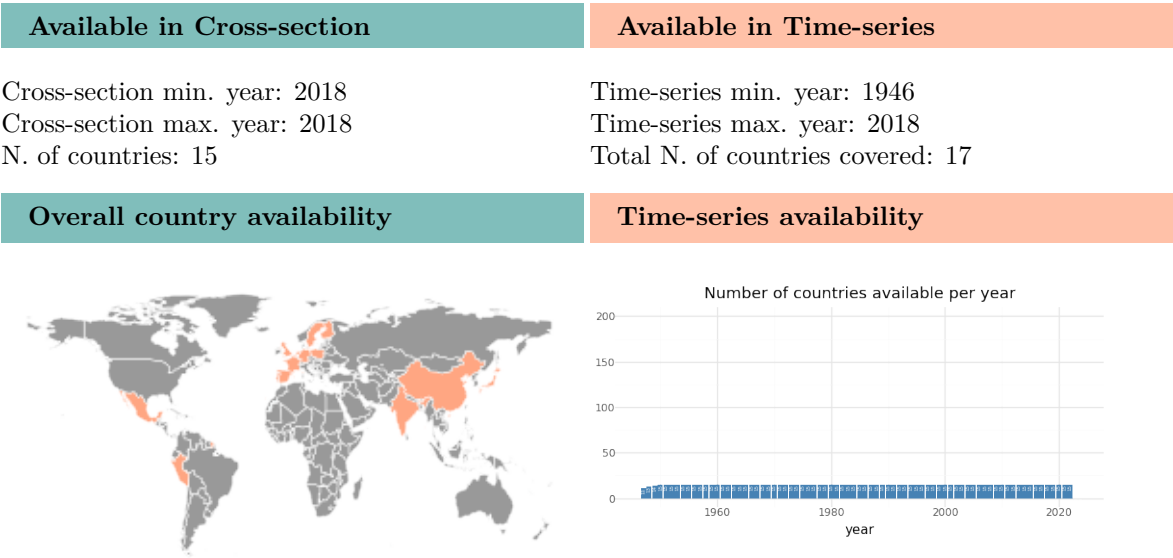 Available in Cross-section
Available in Time-series
Cross-section min. year: 2018
Cross-section max. year: 2018
N. of countries: 15
Time-series min. year: 1946
Time-series max. year: 2018
Total N. of countries covered: 17
Overall country availability
Time-series availability
Number of countries available per year
200
150
100
50
0
1960
1980
2000
2020
year